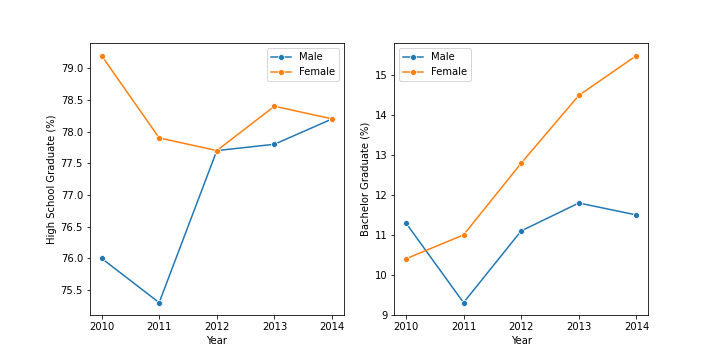 High School Graduate (%)
79.0
78.5
78.0
77.5
77.0
76.5
76.0
75.5
2010 2011 2012 2013 2014
Year
Male
Female
Bachelor Graduate (%)
15
14
13
12
11
10
9
2010 2011 2012 2013 2014
Year
Male
Female